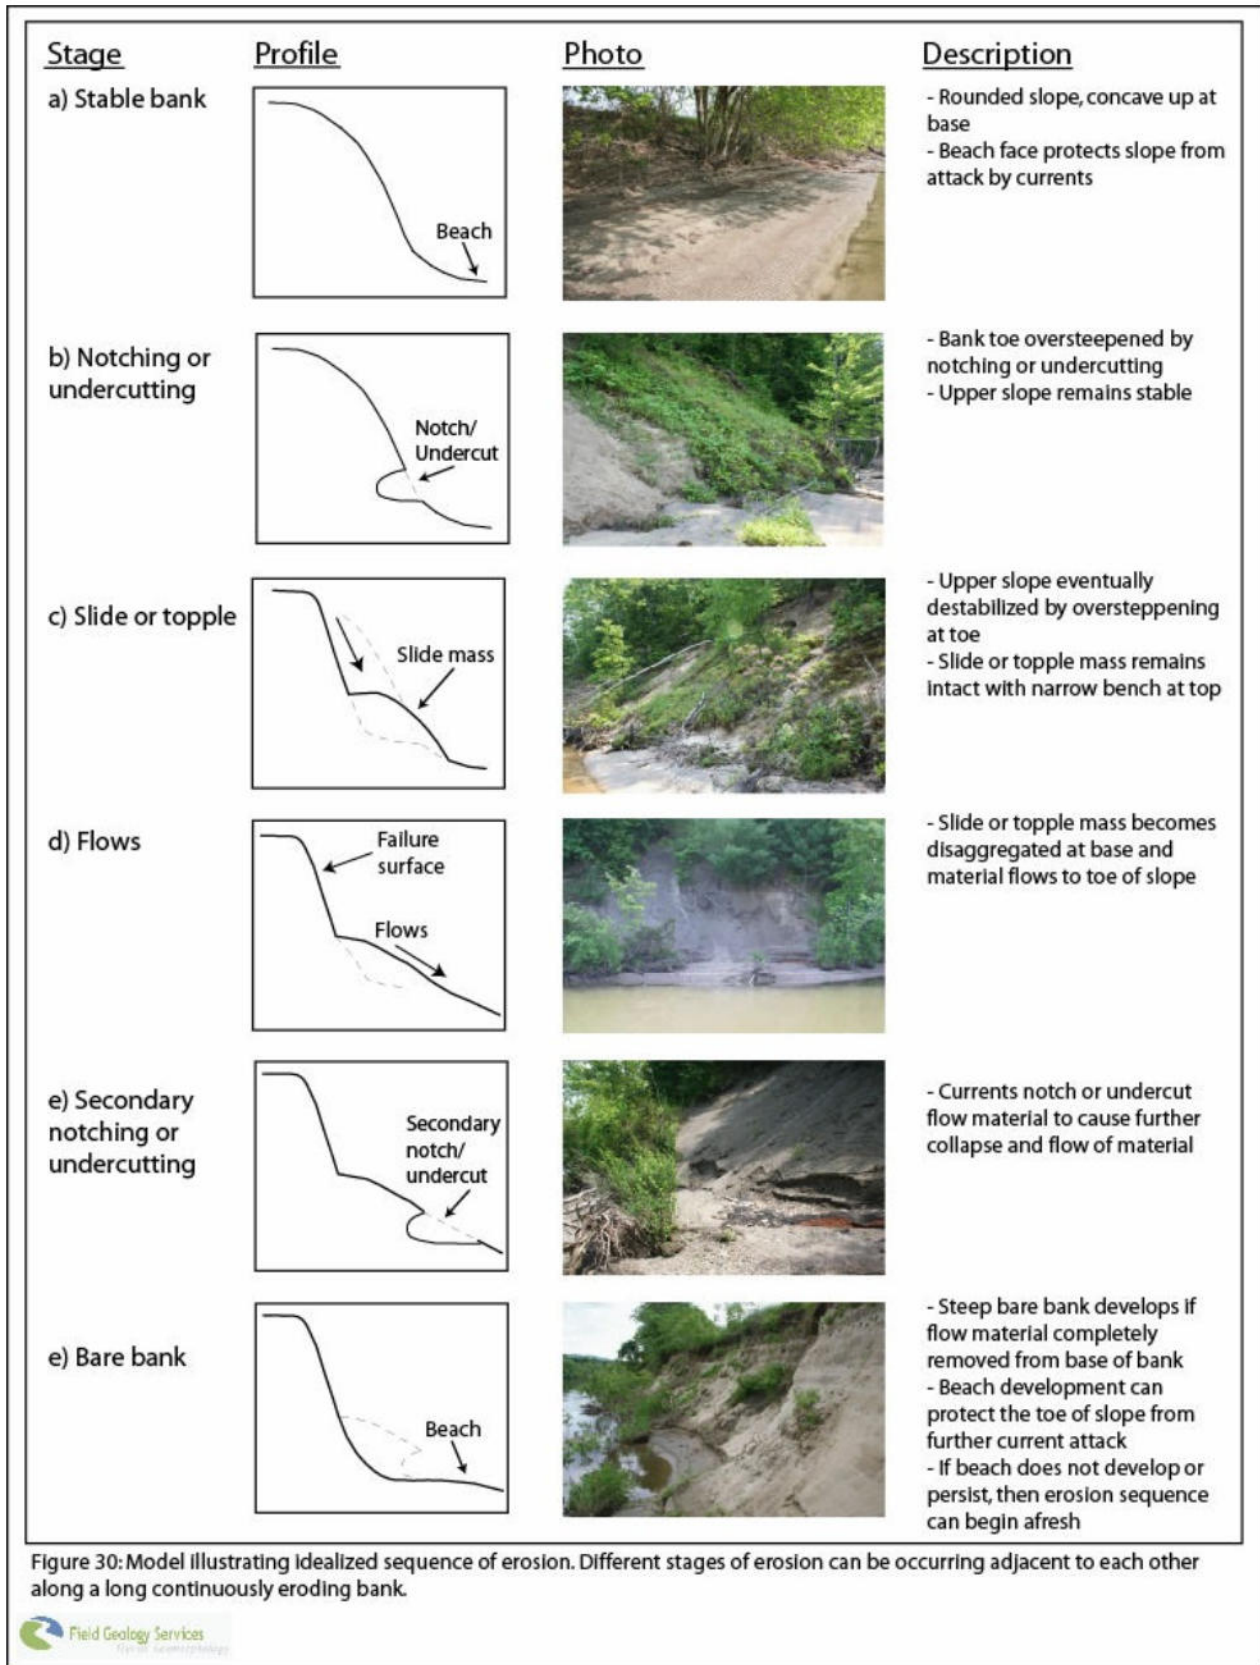 Stage Profile Photo Description
a) Stable bank
Beach
- Rounded slope, concave up at
base
- Beach face protects slope from
attack by currents
b) Notching or
undercutting
Notch/
Undercut
- Bank toe oversteepened by
notching or undercutting
- Upper slope remains stable
c) Slide or topple
Slide mass
- Upper slope eventually
destabilized by oversteppening
at toe
- Slide or topple mass remains
intact with narrow bench at top
d) Flows
Failure
surface
Flows
- Slide or topple mass becomes
disaggregated at base and
material flows to toe of slope
e) Secondary
notching or
undercutting
Secondary
notch/
undercut
- Currents notch or undercut
flow material to cause further
collapse and flow of material
e) Bare bank
Beach
- Steep bare bank develops if
flow material completely
removed from base of bank
- Beach development can
protect the toe of slope from
further current attack
- If beach does not develop or
persist, then erosion sequence
can begin afresh
Figure 30: Model illustrating idealized sequence of erosion. Different stages of erosion can be occurring adjacent to each other
along a long continuously eroding bank.
Field Geology Services